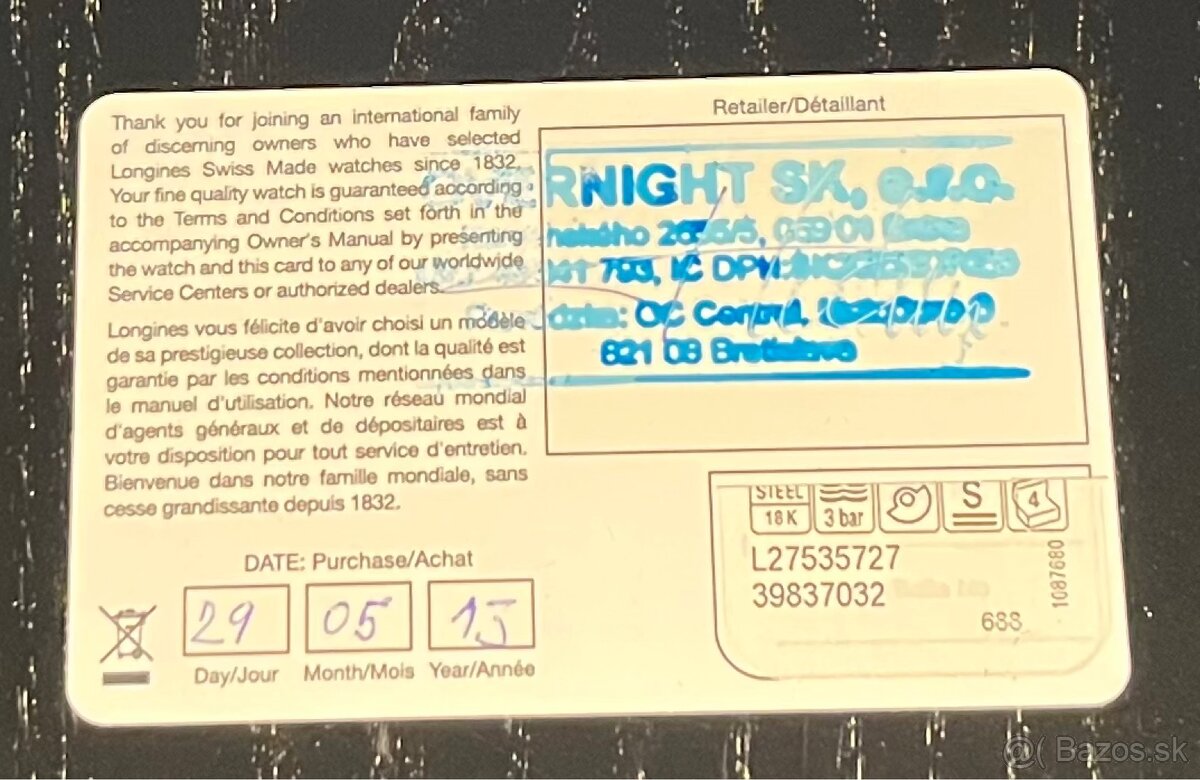 Thank you for joining an international family
of discerning owners who have selected
Longines Swiss Made watches since 1832.
Your fine quality watch is guaranteed according
to the Terms and Conditions set forth in the
accompanying Owner's Manual by presenting
the watch and this card to any of our worldwide
Service Centers or authorized dealers.
Longines vous félicite d'avoir choisi un modèle
de sa prestigieuse collection, dont la qualité est
garantie par les conditions mentionnées dans
le manuel d'utilisation. Notre réseau mondial
d'agents généraux et de dépositaires est à
votre disposition pour tout service d'entretien.
Bienvenue dans notre famille mondiale, sans
cesse grandissante depuis 1832.
DATE: Purchase/Achat
29 05 15
Day/Jour Month/Mois Year/Année
Retailer/Détaillant
RNIGHT SK, s.r.o.
793, IC DPH:
OC Central,
821 08 Bratislava
STEEL
18K 3 bar S 4
L27535727
39837032
688
1087680
@( Bazos.sk